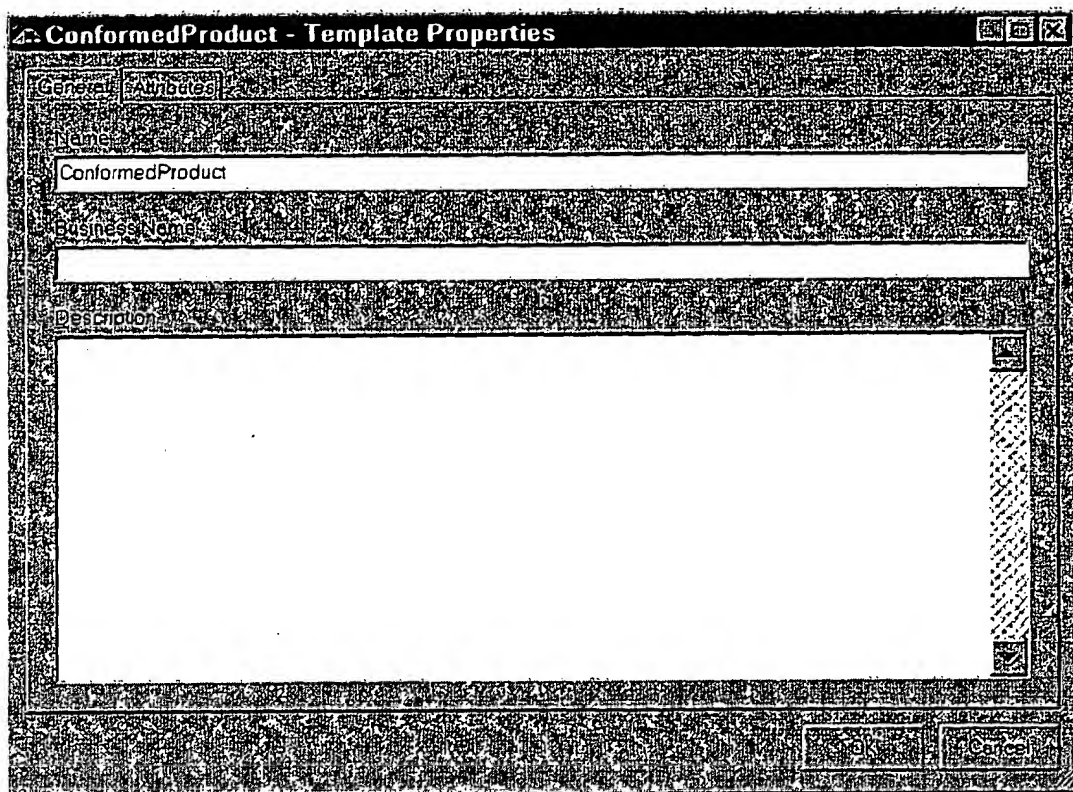 ConformedProduct - Template Properties
General Attributes
Name
ConformedProduct
Business Name
Description
OK Cancel